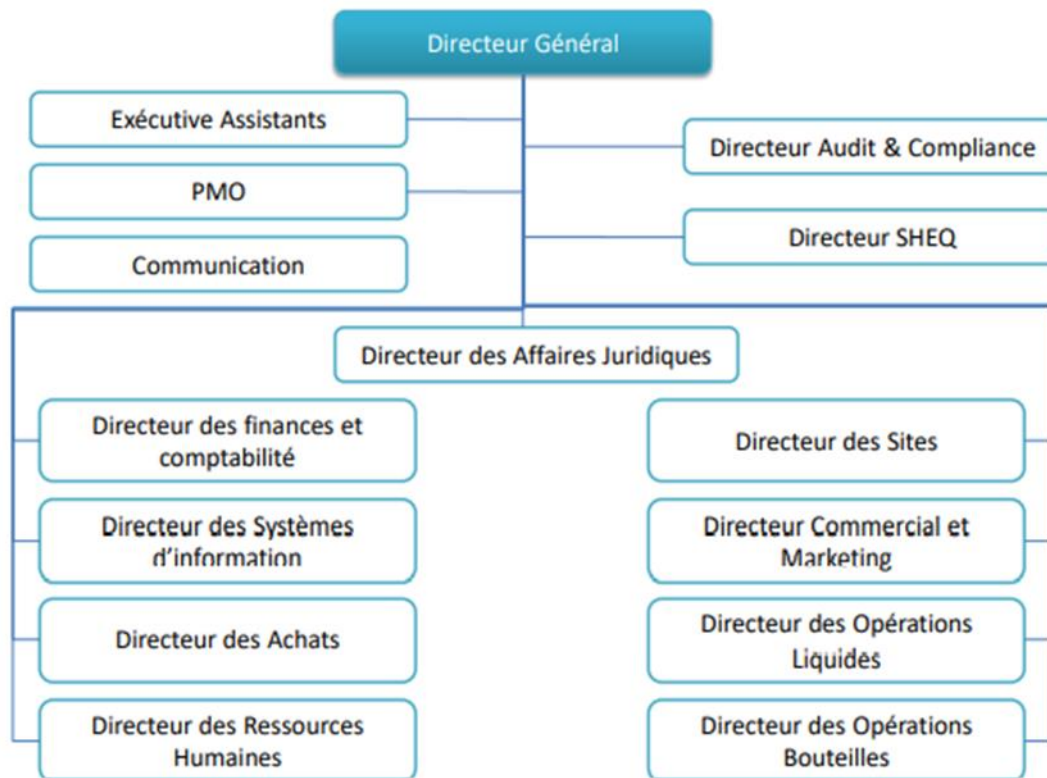 Directeur Général
Exécutive Assistants
Directeur Audit & Compliance
PMO
Directeur SHEQ
Communication
Directeur des Affaires Juridiques
Directeur des finances et
comptabilité
Directeur des Sites
Directeur des Systèmes
d'information
Directeur Commercial et
Marketing
Directeur des Achats
Directeur des Opérations
Liquides
Directeur des Ressources
Humaines
Directeur des Opérations
Bouteilles